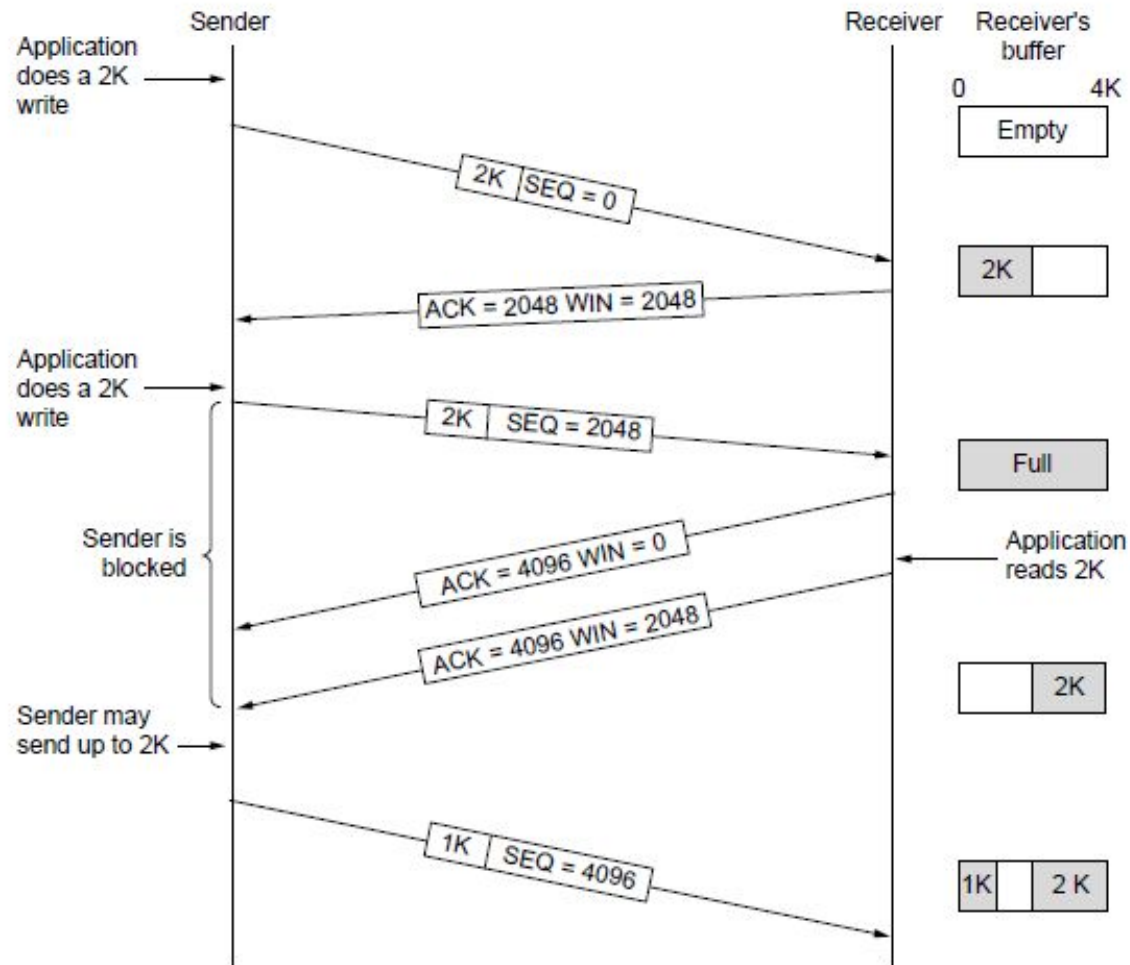 Sender
Receiver
Receiver's
buffer
Application
does a 2K
write
0
4K
Empty
2K
SEQ = 0
2K
ACK = 2048 WIN = 2048
Application
does a 2K
write
2K
SEQ = 2048
Full
Sender is
blocked
ACK = 4096 WIN = 0
Application
reads 2K
ACK = 4096 WIN = 2048
2K
Sender may
send up to 2K
1K
SEQ = 4096
1K
2 K